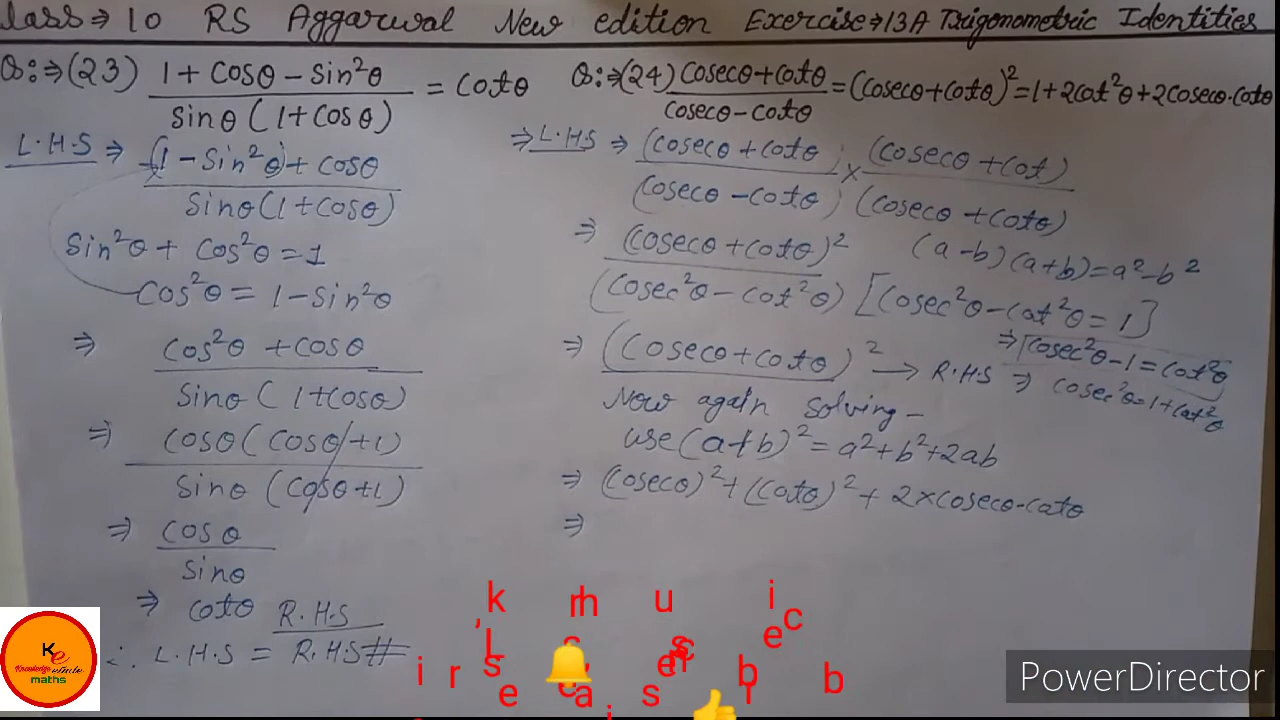 lass ⇒ 10 RS Aggarwal New edition Exercise ⇒ 13A Trigonometric Identities
Q:⇒(23) (1 + cosθ − sin²θ)/(sinθ(1+cosθ)) = cotθ
L.H.S ⇒ ((1 − sin²θ) + cosθ)/(sinθ(1+cosθ))
sin²θ + cos²θ = 1
cos²θ = 1 − sin²θ
⇒ (cos²θ + cosθ)/(sinθ(1+cosθ))
⇒ (cosθ(cosθ+1))/(sinθ(cosθ+1))
⇒ cosθ/sinθ
⇒ cotθ R.H.S
∴ L.H.S = R.H.S #
Q:⇒(24) (cosecθ+cotθ)/(cosecθ−cotθ) = (cosecθ+cotθ)² = 1+2cot²θ+2cosecθ.cotθ
⇒ L.H.S ⇒ (cosecθ+cotθ)/(cosecθ−cotθ) × (cosecθ+cot)/(cosecθ+cotθ)
⇒ (cosecθ+cotθ)²/(cosec²θ−cot²θ) (a−b)(a+b)=a²−b²
[cosec²θ−cot²θ=1]
⇒ (cosecθ+cotθ)² → R.H.S
⇒ [cosec²θ−1=cot²θ]
⇒ cosec²θ=1+cot²θ
Now again solving −
use (a+b)² = a²+b²+2ab
⇒ (cosecθ)²+(cotθ)²+2×cosecθ.cotθ
⇒
Ke
Knowledge
maths
PowerDirector